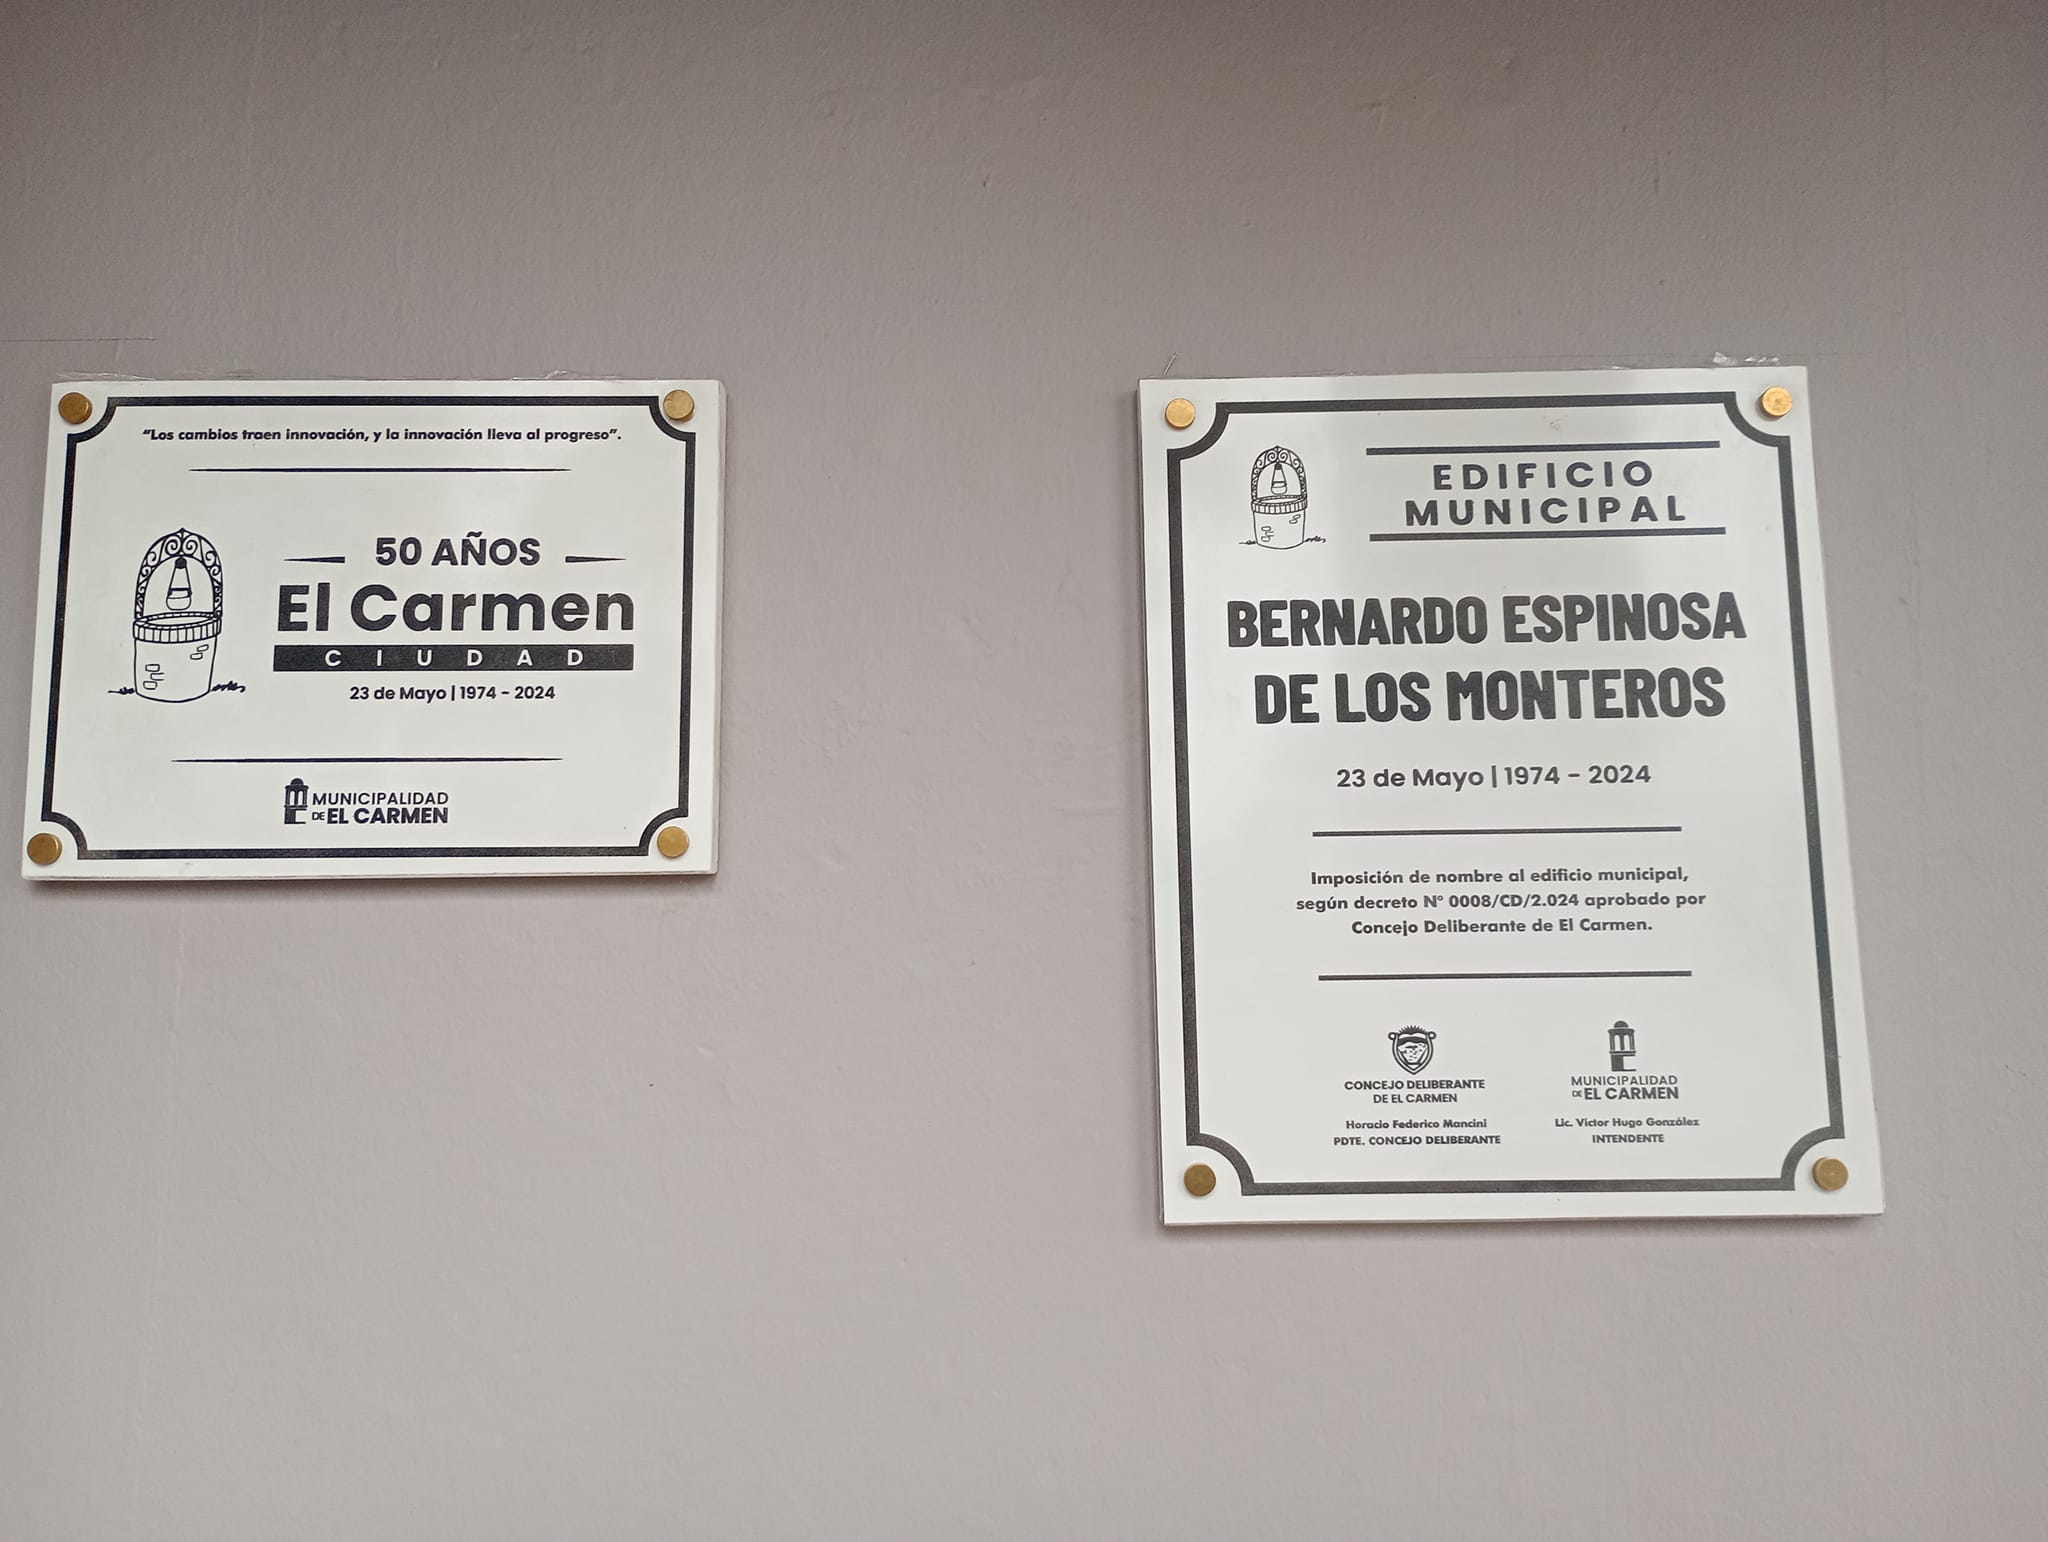 “Los cambios traen innovación, y la innovación lleva al progreso”.
50 AÑOS
El Carmen
CIUDAD
23 de Mayo | 1974 - 2024
MUNICIPALIDAD
DE EL CARMEN
EDIFICIO
MUNICIPAL
BERNARDO ESPINOSA
DE LOS MONTEROS
23 de Mayo | 1974 - 2024
Imposición de nombre al edificio municipal,
según decreto N° 0008/CD/2.024 aprobado por
Concejo Deliberante de El Carmen.
CONCEJO DELIBERANTE
DE EL CARMEN
Horacio Federico Mancini
PDTE. CONCEJO DELIBERANTE
MUNICIPALIDAD
DE EL CARMEN
Lic. Víctor Hugo González
INTENDENTE